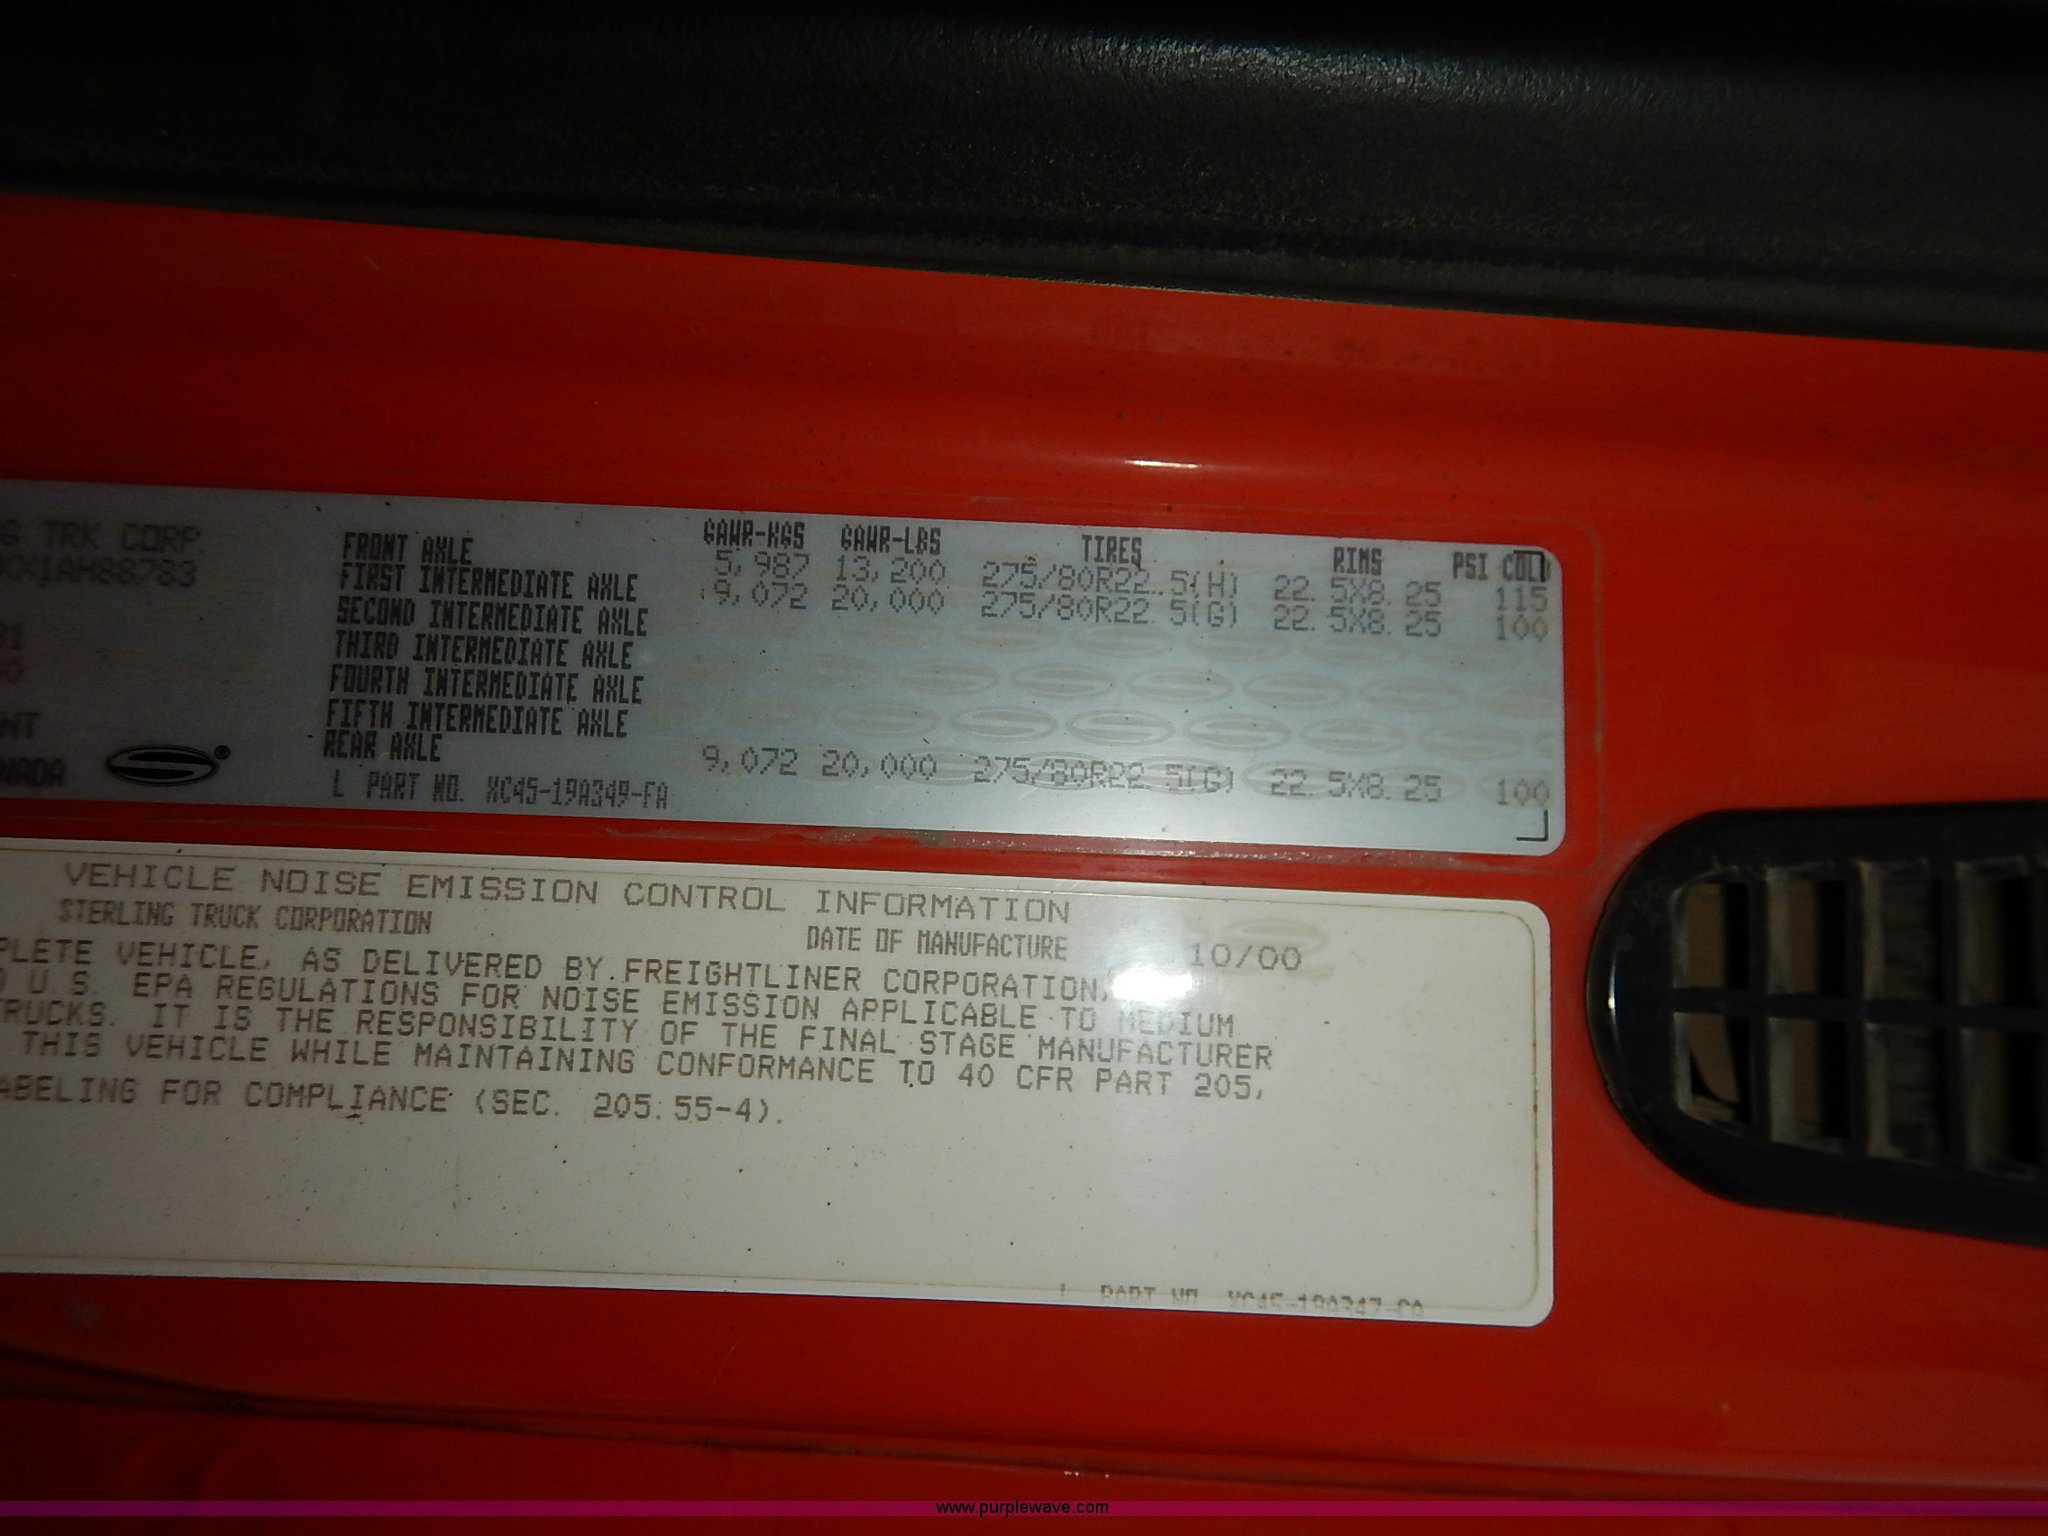 G TRK CORP.
FRONT AXLE GAWR-KGS GAWR-LBS TIRES RIMS PSI COLD
XX1AH88783 5,987 13,200 275/80R22.5(H) 22.5X8.25 115
FIRST INTERMEDIATE AXLE 9,072 20,000 275/80R22.5(G) 22.5X8.25 100
SECOND INTERMEDIATE AXLE
THIRD INTERMEDIATE AXLE
FOURTH INTERMEDIATE AXLE
FIFTH INTERMEDIATE AXLE
REAR AXLE 9,072 20,000 275/80R22.5(G) 22.5X8.25 100
NADA ®
L PART NO. XC45-19A349-FA
VEHICLE NOISE EMISSION CONTROL INFORMATION
STERLING TRUCK CORPORATION
DATE OF MANUFACTURE 10/00
PLETE VEHICLE, AS DELIVERED BY FREIGHTLINER CORPORATION,
U.S. EPA REGULATIONS FOR NOISE EMISSION APPLICABLE TO MEDIUM
TRUCKS. IT IS THE RESPONSIBILITY OF THE FINAL STAGE MANUFACTURER
THIS VEHICLE WHILE MAINTAINING CONFORMANCE TO 40 CFR PART 205,
ABELING FOR COMPLIANCE (SEC. 205.55-4).
L PART NO. XC45-19A347-CA
www.purplewave.com